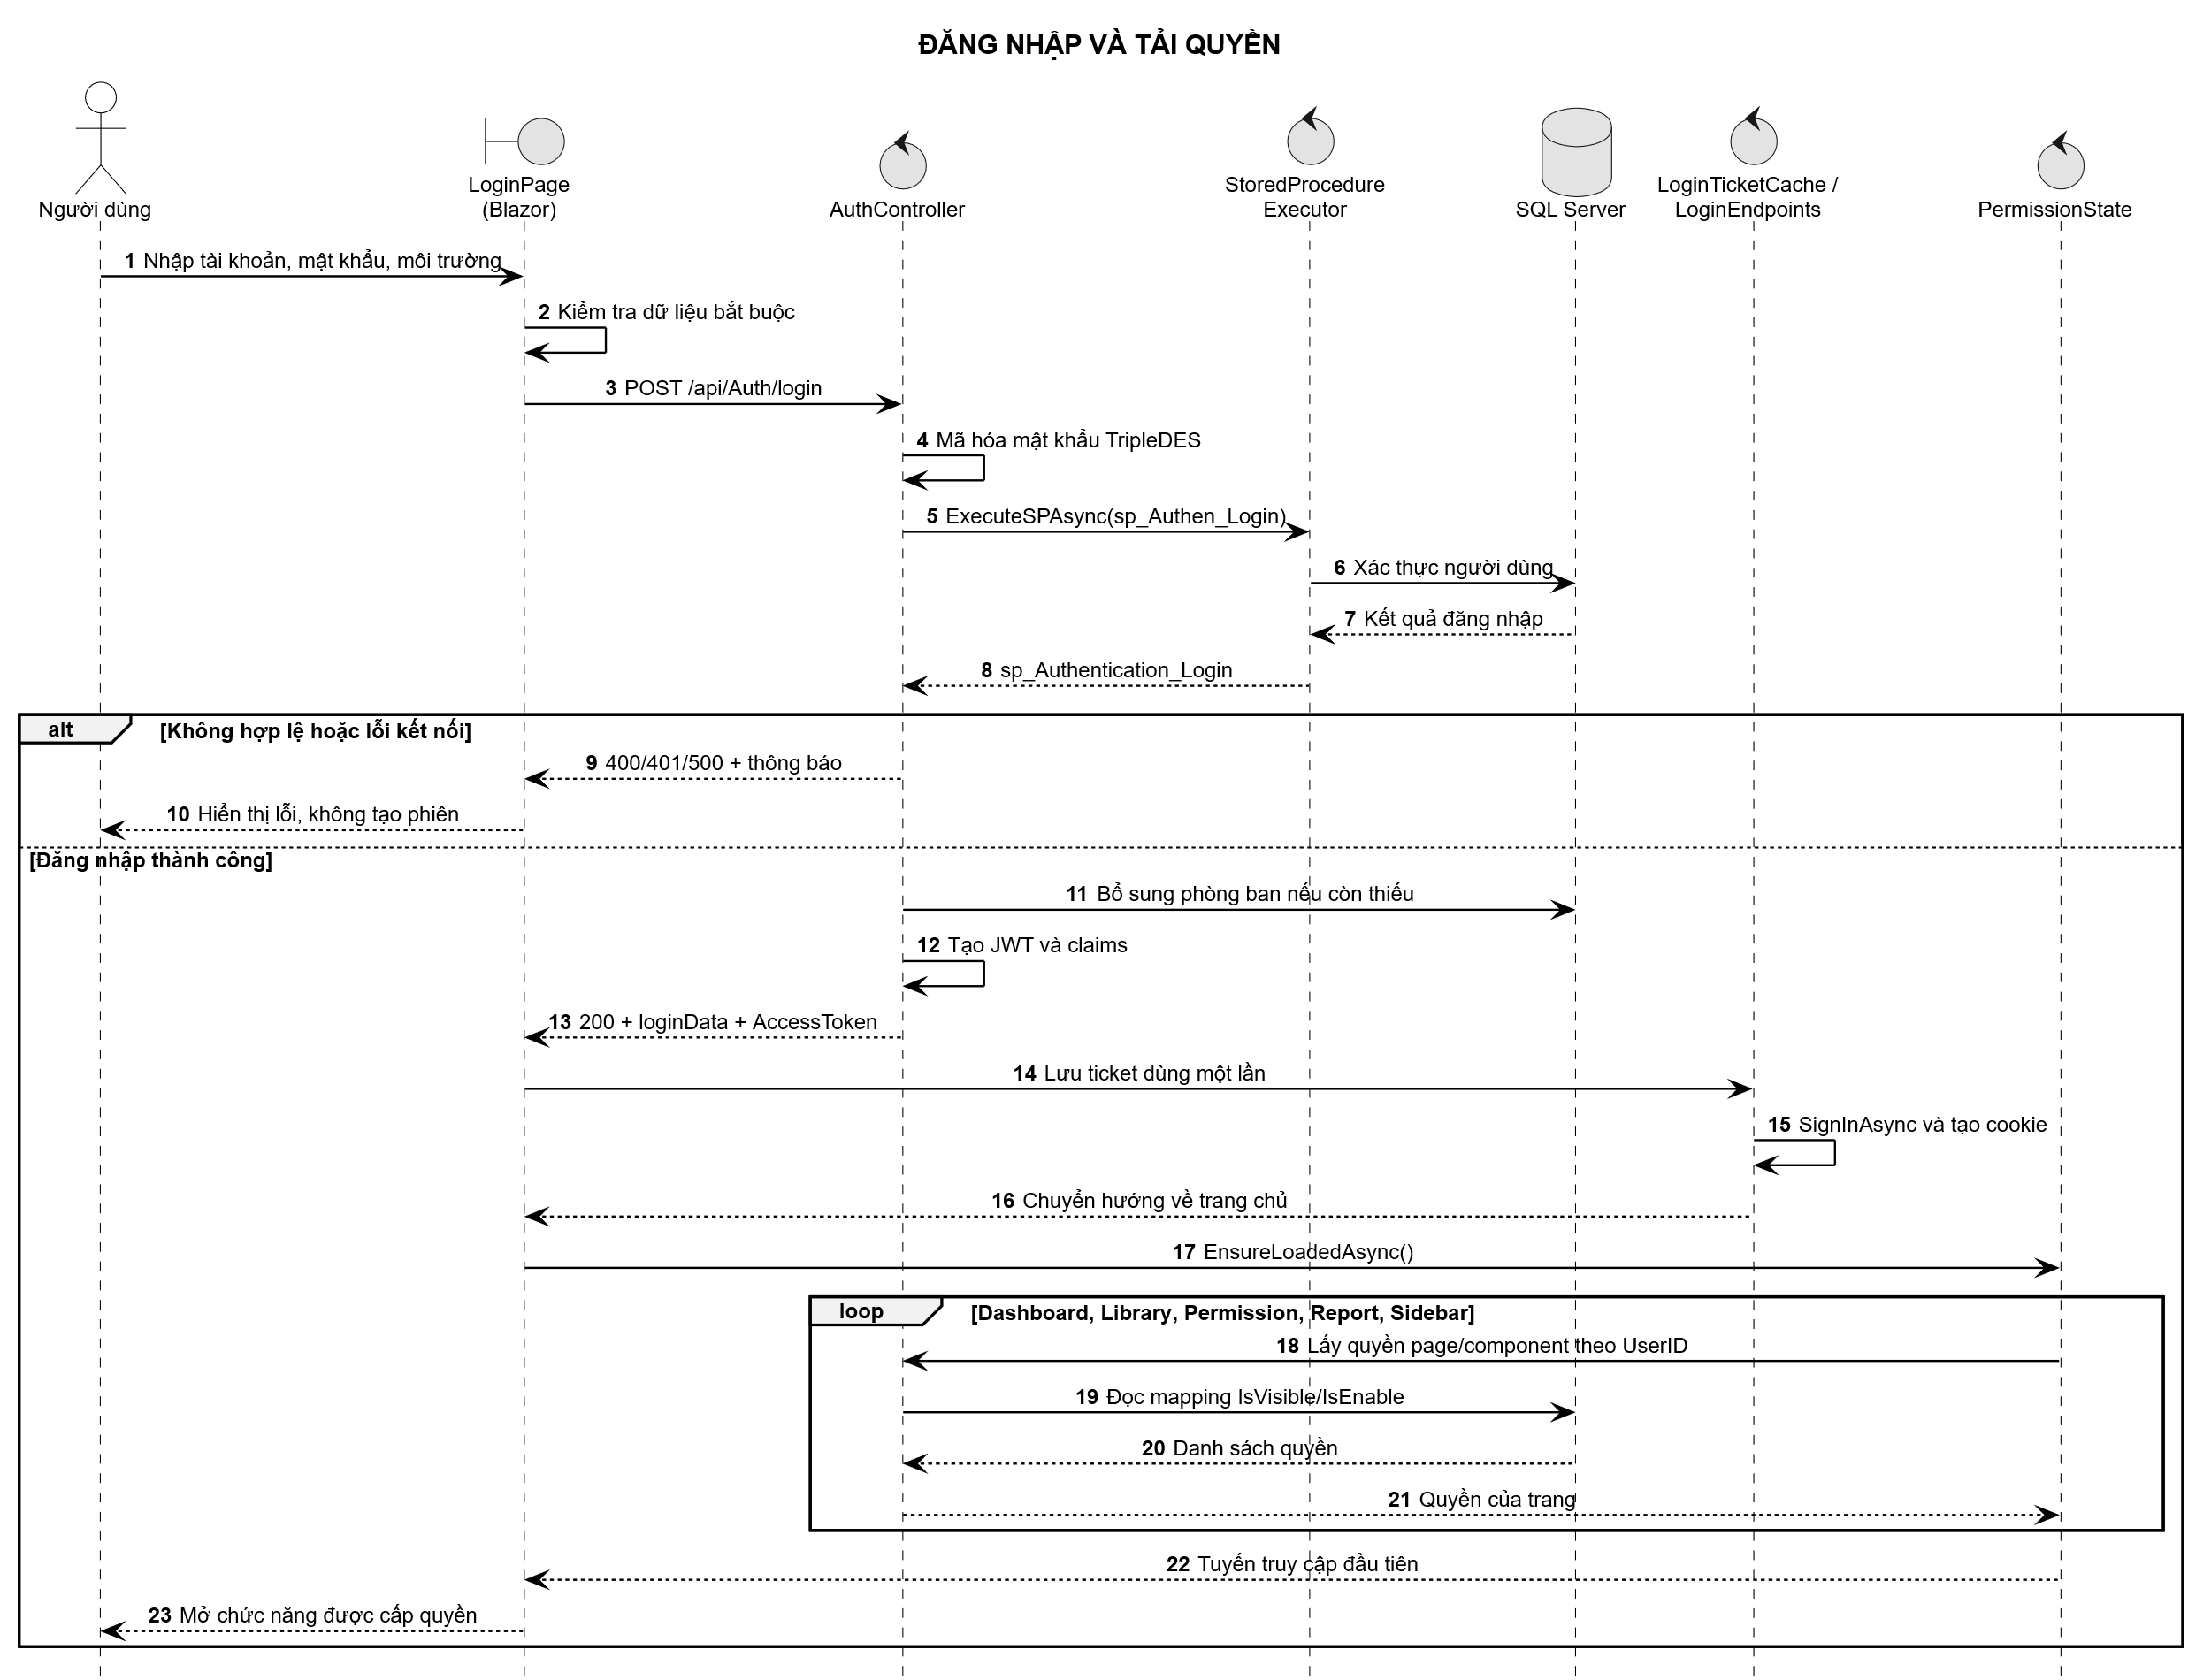 ĐĂNG NHẬP VÀ TẢI QUYỀN
Người dùng
LoginPage
(Blazor)
AuthController
StoredProcedure
Executor
SQL Server
LoginTicketCache /
LoginEndpoints
PermissionState
1 Nhập tài khoản, mật khẩu, môi trường
2 Kiểm tra dữ liệu bắt buộc
3 POST /api/Auth/login
4 Mã hóa mật khẩu TripleDES
5 ExecuteSPAsync(sp_Authen_Login)
6 Xác thực người dùng
7 Kết quả đăng nhập
8 sp_Authentication_Login
alt [Không hợp lệ hoặc lỗi kết nối]
9 400/401/500 + thông báo
10 Hiển thị lỗi, không tạo phiên
[Đăng nhập thành công]
11 Bổ sung phòng ban nếu còn thiếu
12 Tạo JWT và claims
13 200 + loginData + AccessToken
14 Lưu ticket dùng một lần
15 SignInAsync và tạo cookie
16 Chuyển hướng về trang chủ
17 EnsureLoadedAsync()
loop [Dashboard, Library, Permission, Report, Sidebar]
18 Lấy quyền page/component theo UserID
19 Đọc mapping IsVisible/IsEnable
20 Danh sách quyền
21 Quyền của trang
22 Tuyến truy cập đầu tiên
23 Mở chức năng được cấp quyền